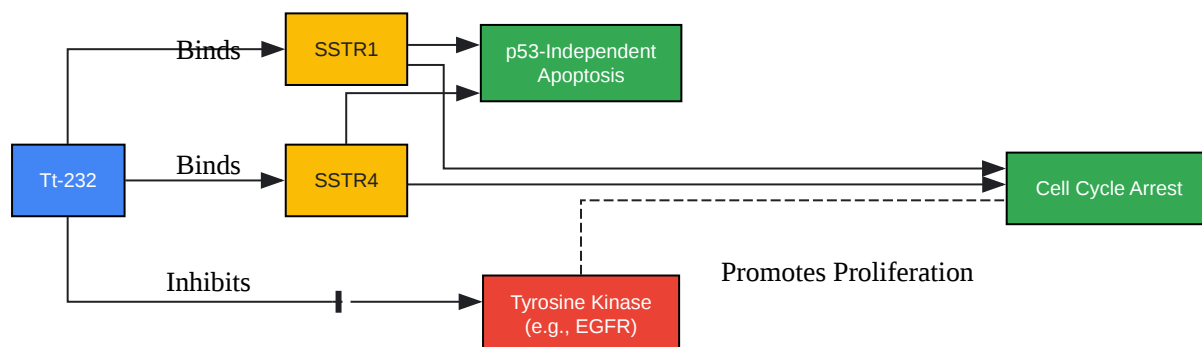 Binds
SSTR1
p53-Independent
Apoptosis
Tt-232
Binds
SSTR4
Cell Cycle Arrest
Inhibits
Promotes Proliferation
Tyrosine Kinase
(e.g., EGFR)